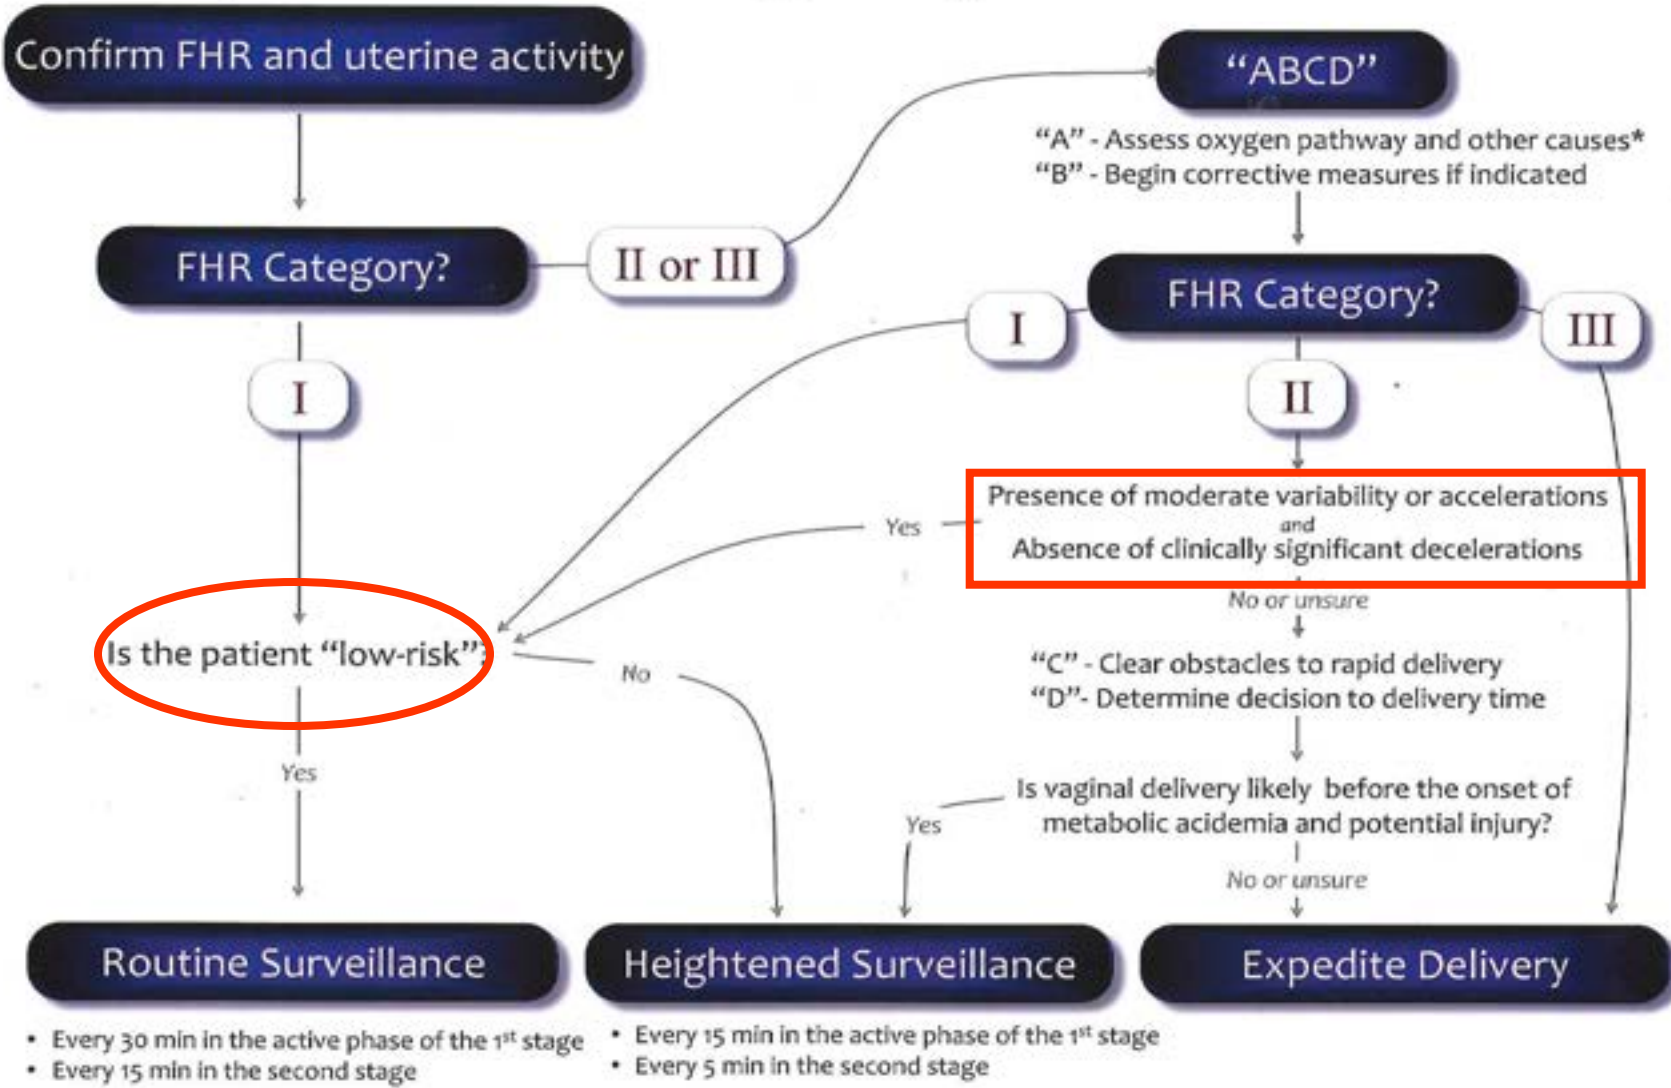 Confirm FHR and uterine activity
"ABCD"
"A" - Assess oxygen pathway and other causes*
"B" - Begin corrective measures if indicated
FHR Category?
II or III
FHR Category?
I
III
I
II
Presence of moderate variability or accelerations
and
Absence of clinically significant decelerations
Yes
No or unsure
Is the patient "low-risk"?
No
"C" - Clear obstacles to rapid delivery
"D"- Determine decision to delivery time
Yes
Is vaginal delivery likely before the onset of
metabolic acidemia and potential injury?
Yes
No or unsure
Routine Surveillance
Heightened Surveillance
Expedite Delivery
• Every 30 min in the active phase of the 1st stage
• Every 15 min in the second stage
• Every 15 min in the active phase of the 1st stage
• Every 5 min in the second stage